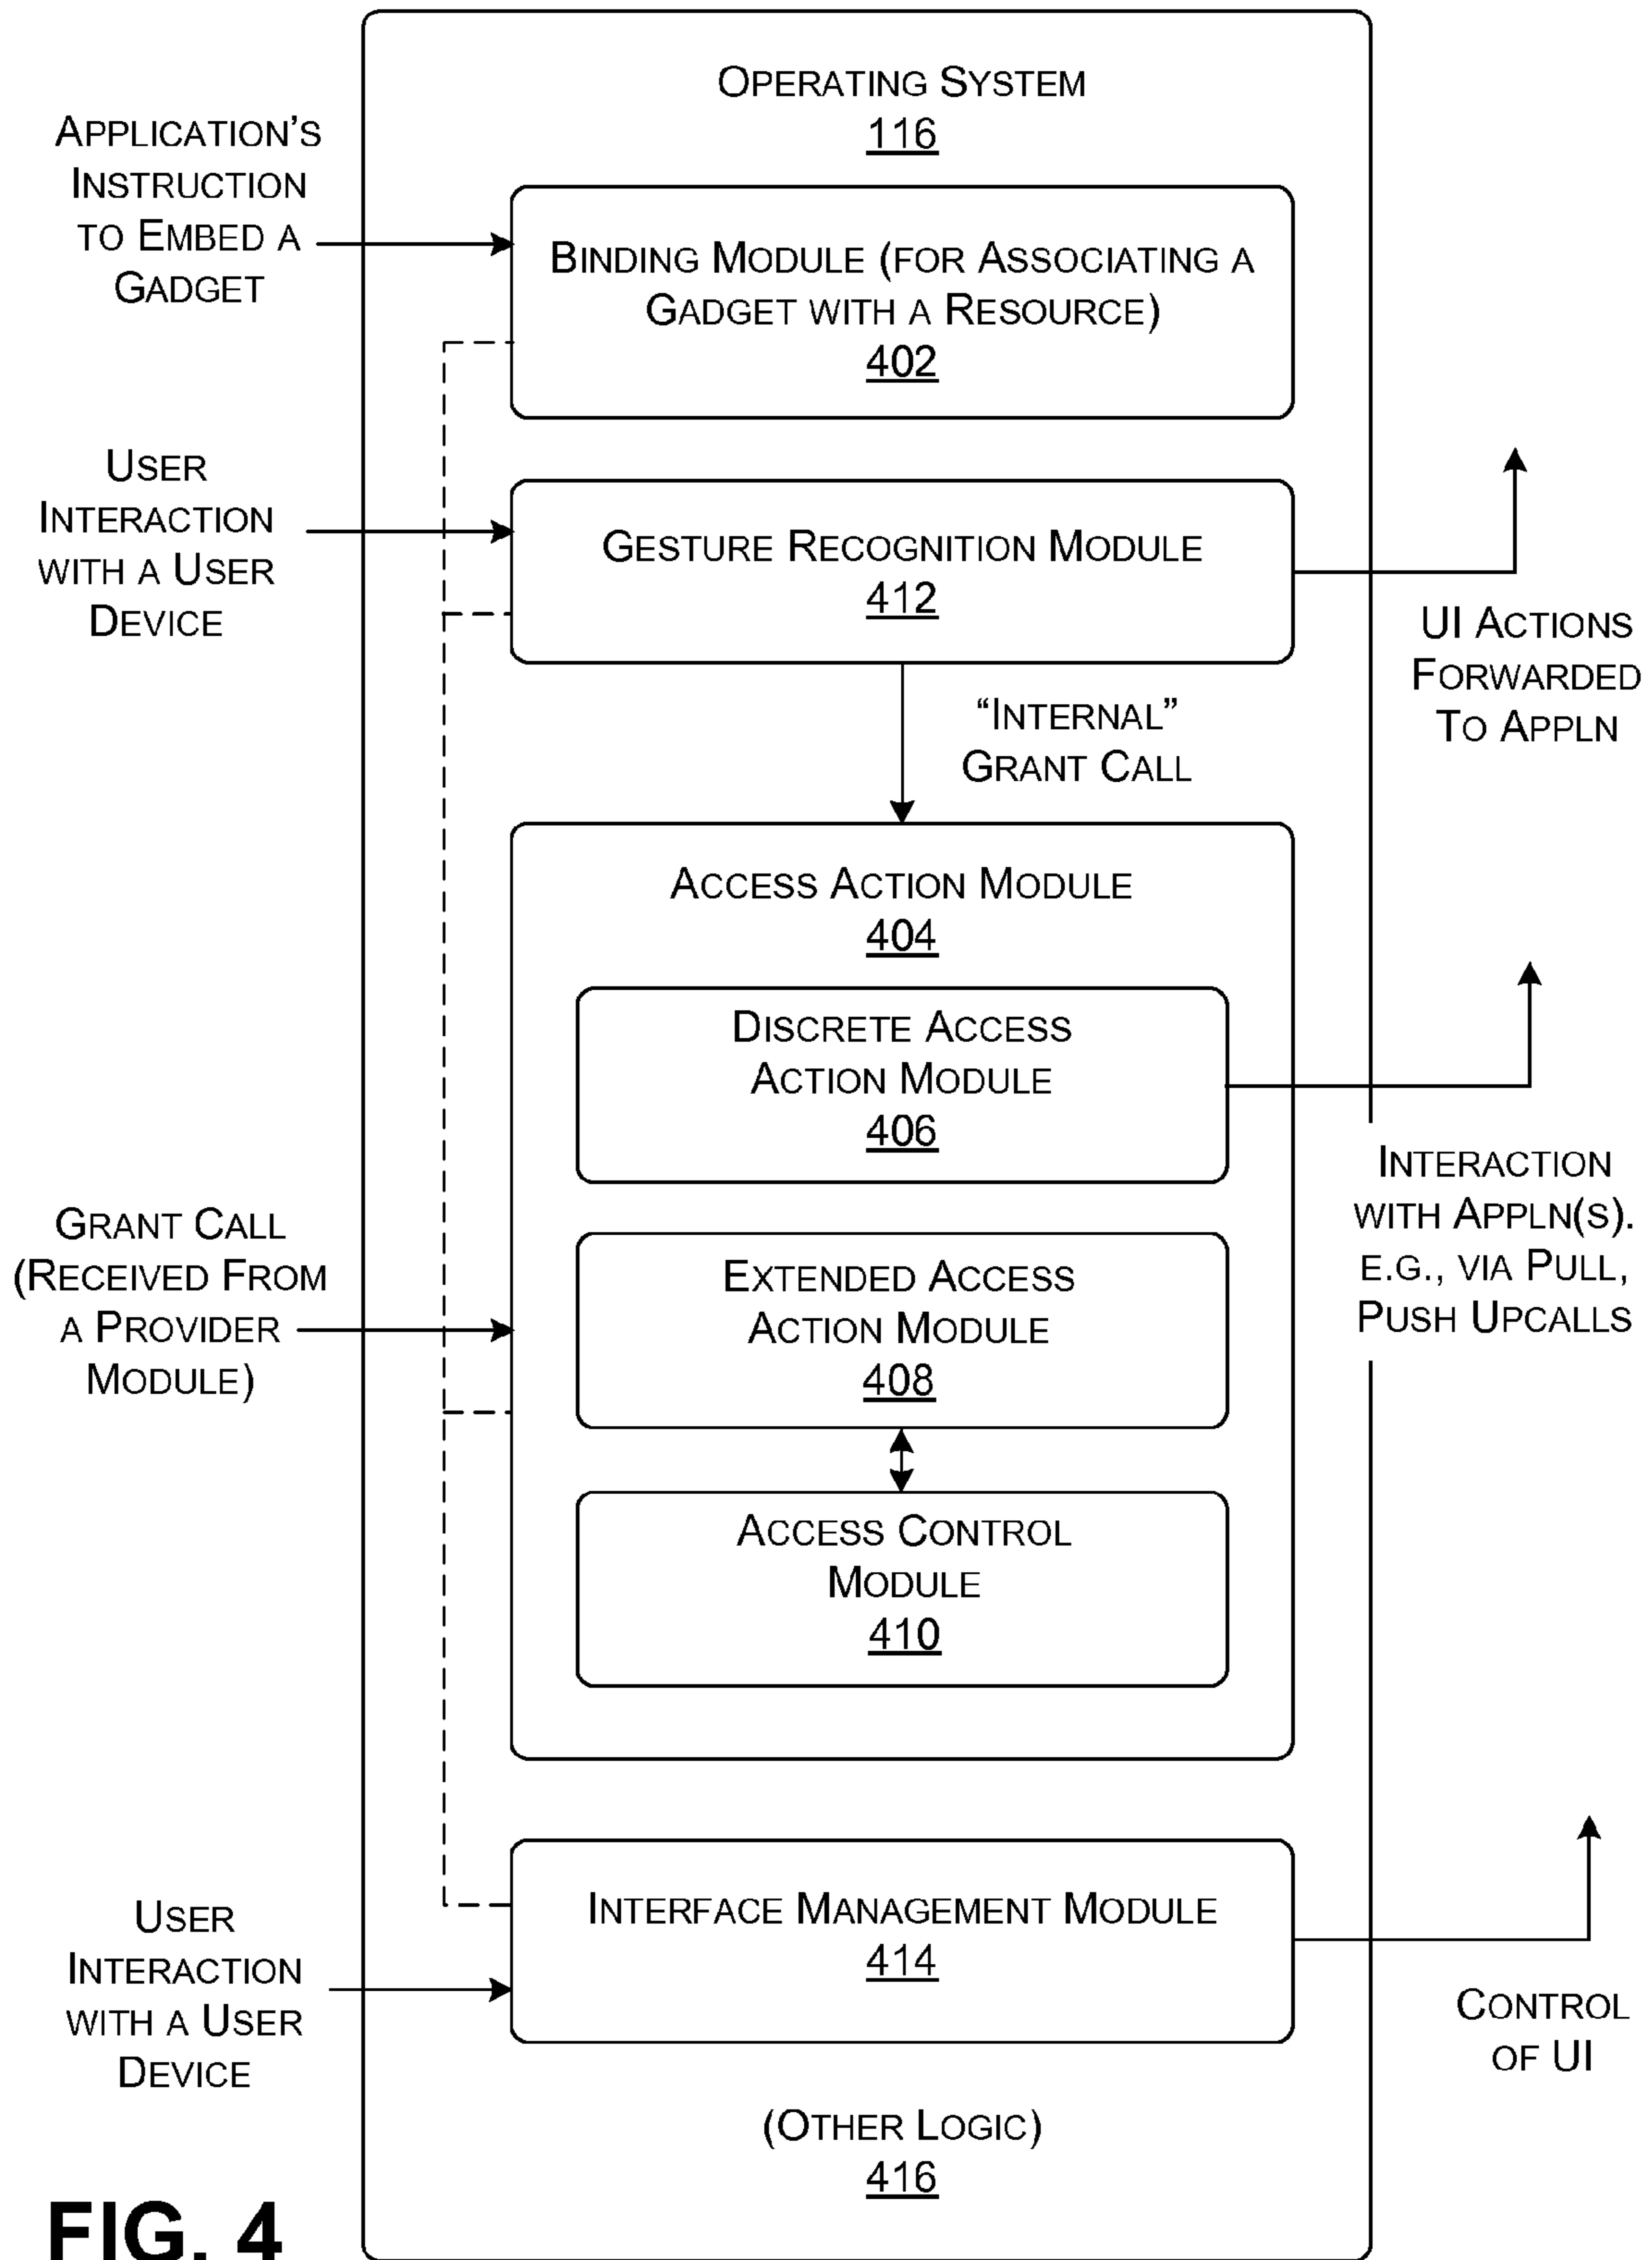 OPERATING SYSTEM
116
APPLICATION'S
INSTRUCTION
TO EMBED A
GADGET
BINDING MODULE (FOR ASSOCIATING A
GADGET WITH A RESOURCE)
402
USER
INTERACTION
WITH A USER
DEVICE
GESTURE RECOGNITION MODULE
412
UI ACTIONS
FORWARDED
TO APPLN
“INTERNAL”
GRANT CALL
ACCESS ACTION MODULE
404
DISCRETE ACCESS
ACTION MODULE
406
INTERACTION
WITH APPLN(S).
E.G., VIA PULL,
PUSH UPCALLS
GRANT CALL
(RECEIVED FROM
A PROVIDER
MODULE)
EXTENDED ACCESS
ACTION MODULE
408
ACCESS CONTROL
MODULE
410
USER
INTERACTION
WITH A USER
DEVICE
INTERFACE MANAGEMENT MODULE
414
CONTROL
OF UI
(OTHER LOGIC)
416
FIG. 4